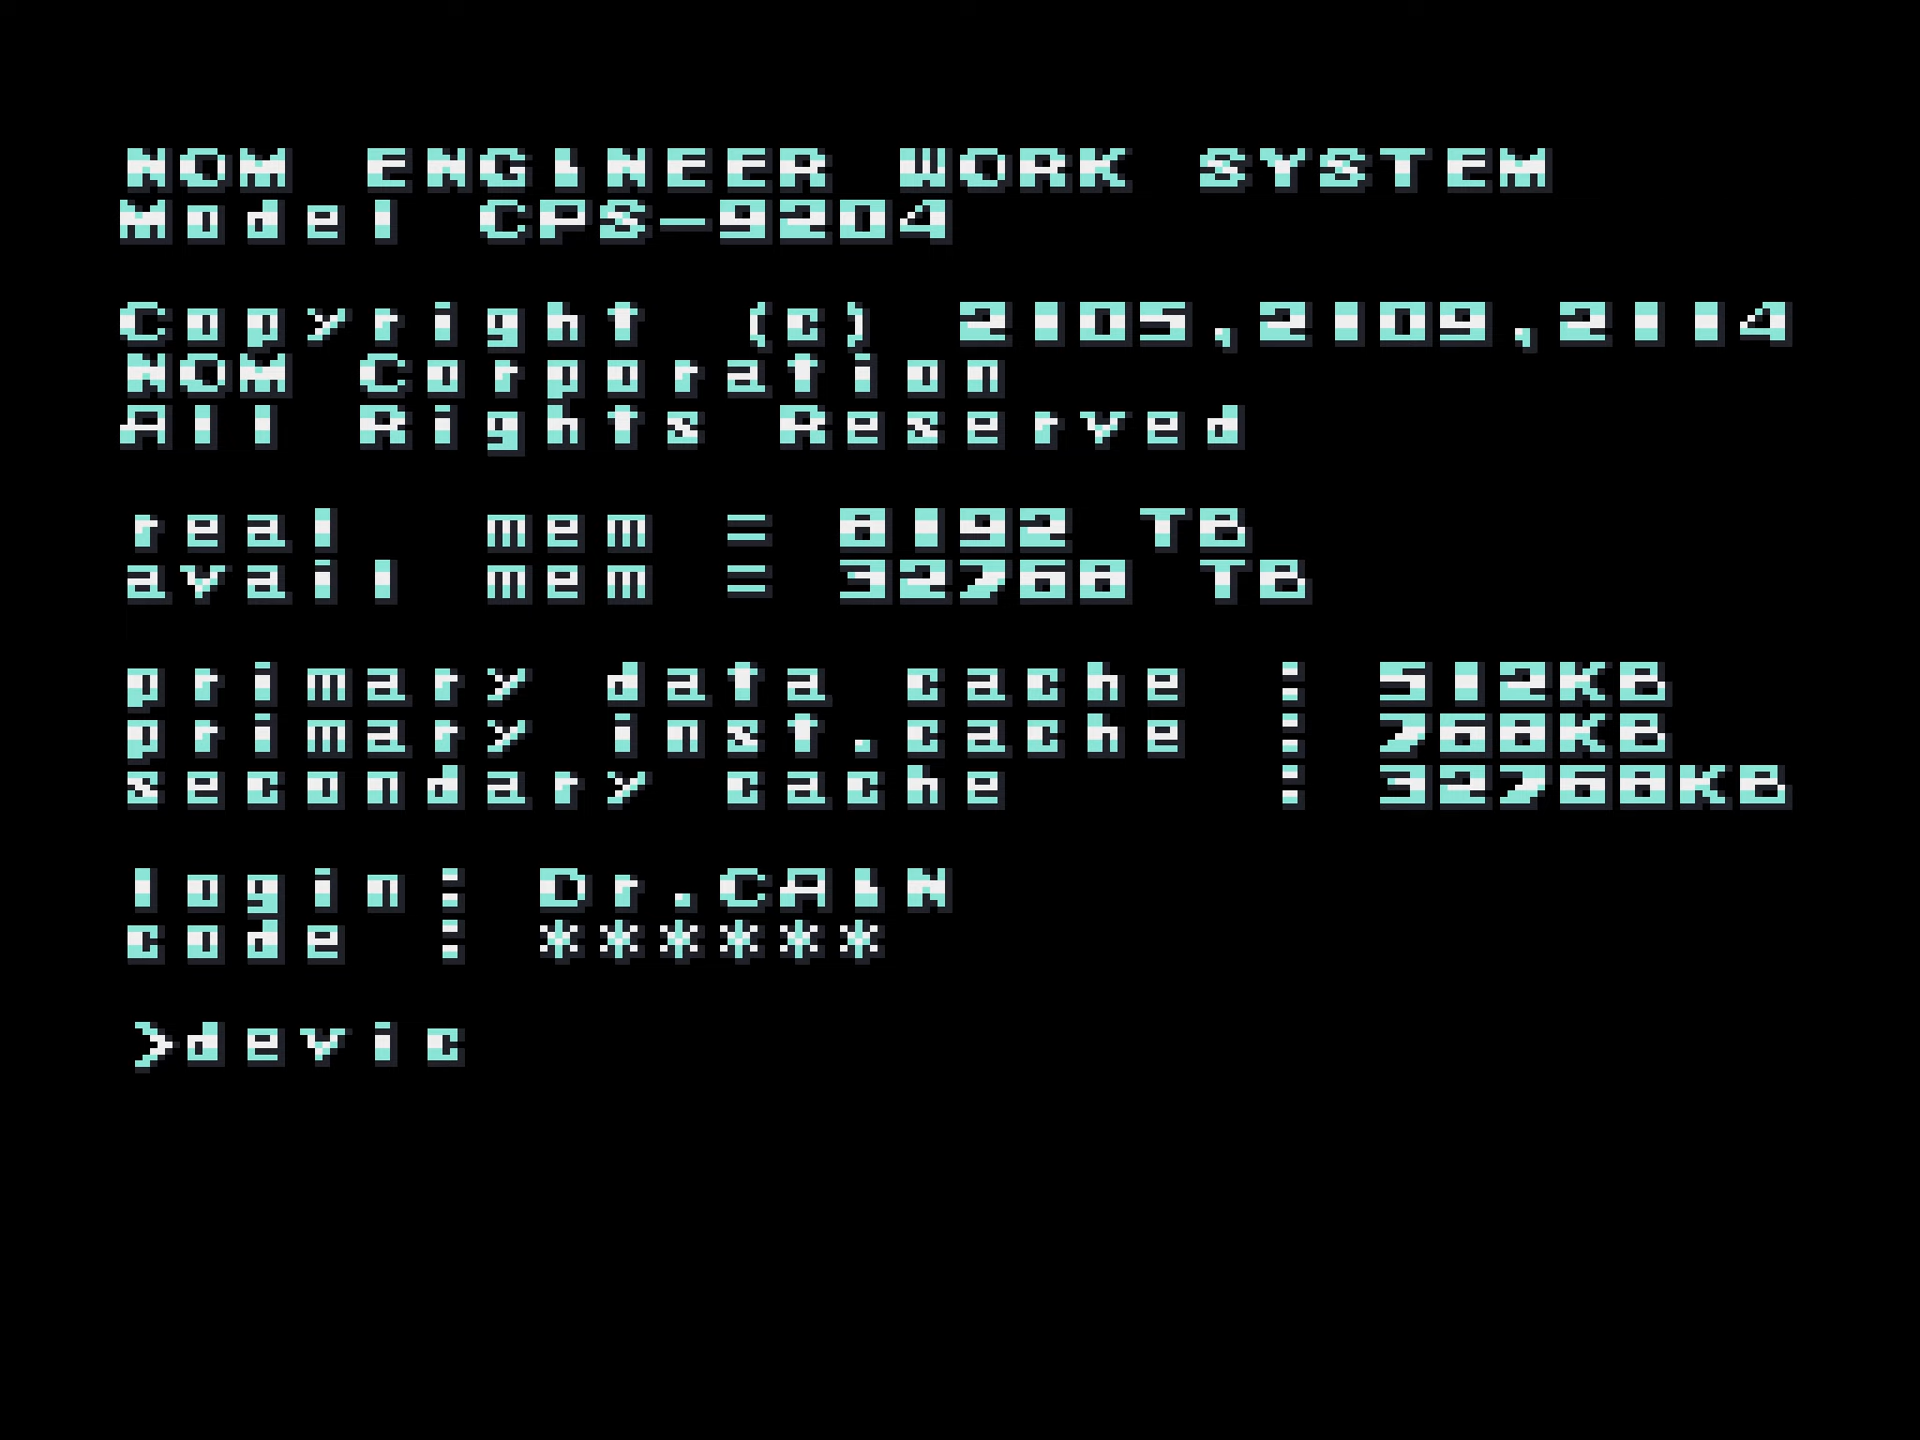 NOM ENGINEER WORK SYSTEM
Model CPS-9204
Copyright (c) 2105,2109,2114
NOM Corporation
All Rights Reserved
real mem = 8192 TB
avail mem = 32768 TB
primary data cache : 512KB
primary inst.cache : 768KB
secondary cache : 32768KB
login: Dr.CAIN
code : ******
>devic